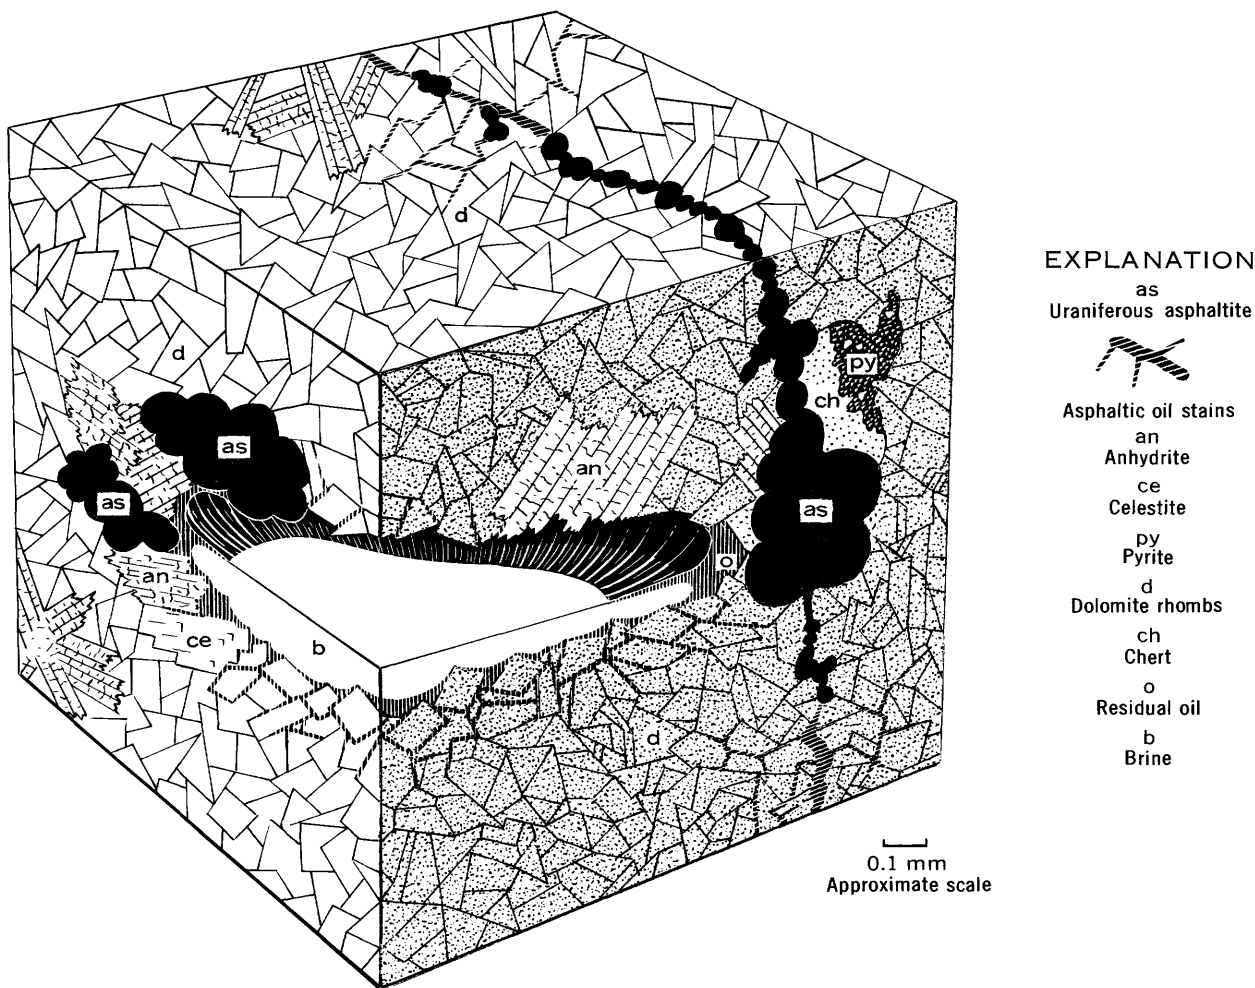 d
py
ch
d
an
as
as
as
o
an
ce
b
d
EXPLANATION
as
Uraniferous asphaltite
Asphaltic oil stains
an
Anhydrite
ce
Celestite
py
Pyrite
d
Dolomite rhombs
ch
Chert
o
Residual oil
b
Brine
0.1 mm
Approximate scale